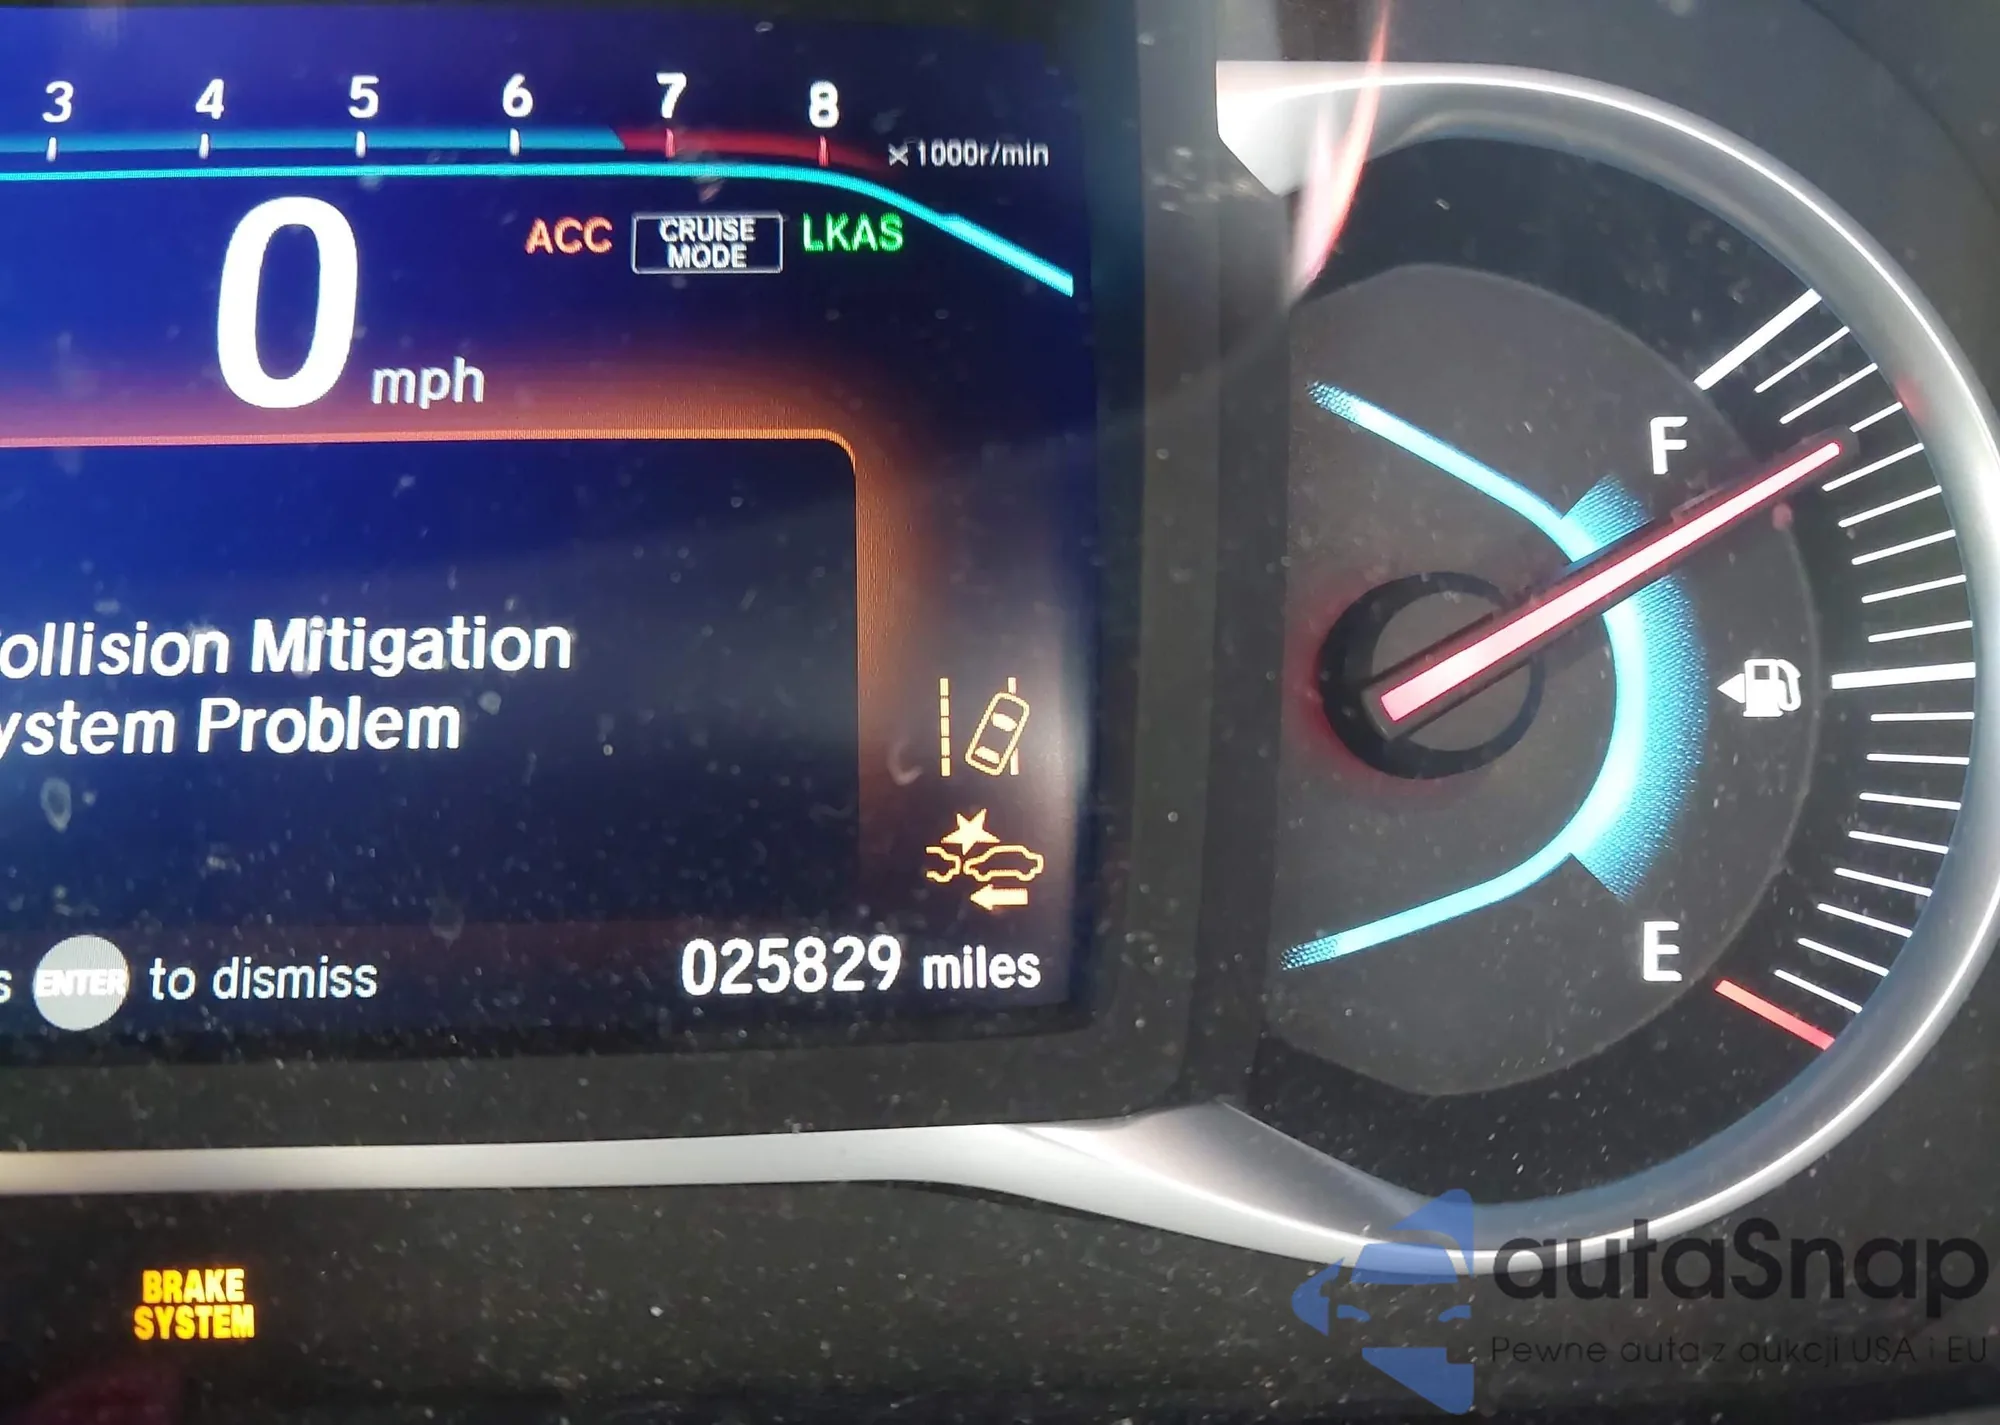 3 4 5 6 7 8
×1000r/min
ACC CRUISE MODE LKAS
0 mph
ollision Mitigation
ystem Problem
s ENTER to dismiss
025829 miles
F
E
BRAKE
SYSTEM
autaSnap
Pewne auta z aukcji USA i EU